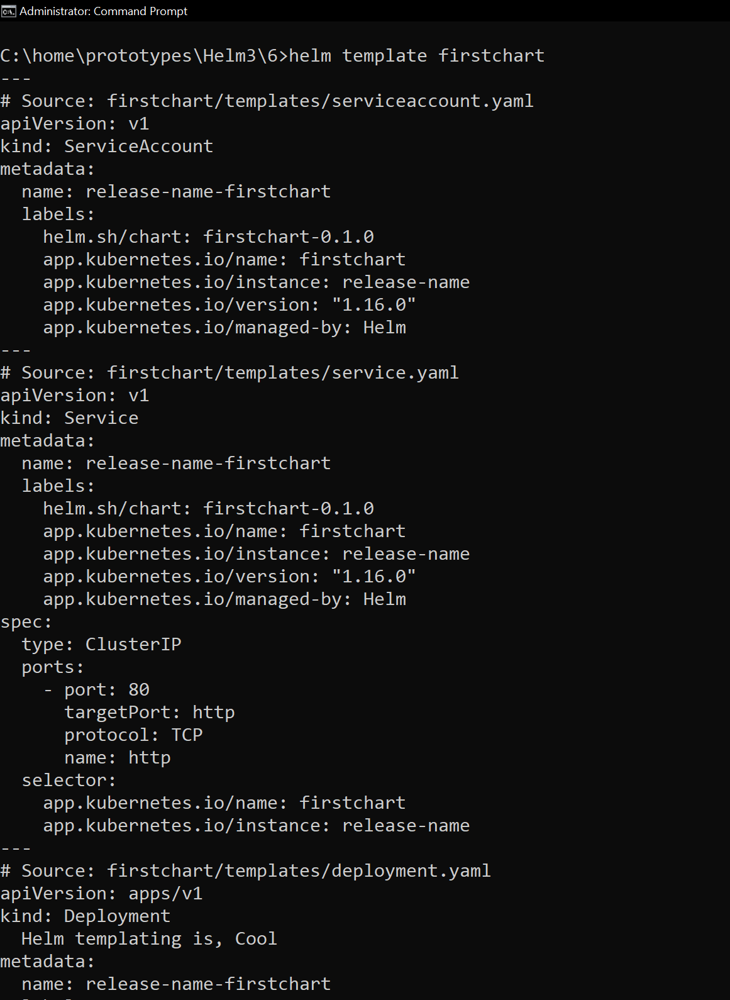 Administrator: Command Prompt
C:\home\prototypes\Helm3\6>helm template firstchart
---
# Source: firstchart/templates/serviceaccount.yaml
apiVersion: v1
kind: ServiceAccount
metadata:
  name: release-name-firstchart
  labels:
    helm.sh/chart: firstchart-0.1.0
    app.kubernetes.io/name: firstchart
    app.kubernetes.io/instance: release-name
    app.kubernetes.io/version: "1.16.0"
    app.kubernetes.io/managed-by: Helm
---
# Source: firstchart/templates/service.yaml
apiVersion: v1
kind: Service
metadata:
  name: release-name-firstchart
  labels:
    helm.sh/chart: firstchart-0.1.0
    app.kubernetes.io/name: firstchart
    app.kubernetes.io/instance: release-name
    app.kubernetes.io/version: "1.16.0"
    app.kubernetes.io/managed-by: Helm
spec:
  type: ClusterIP
  ports:
    - port: 80
      targetPort: http
      protocol: TCP
      name: http
  selector:
    app.kubernetes.io/name: firstchart
    app.kubernetes.io/instance: release-name
---
# Source: firstchart/templates/deployment.yaml
apiVersion: apps/v1
kind: Deployment
  Helm templating is, Cool
metadata:
  name: release-name-firstchart